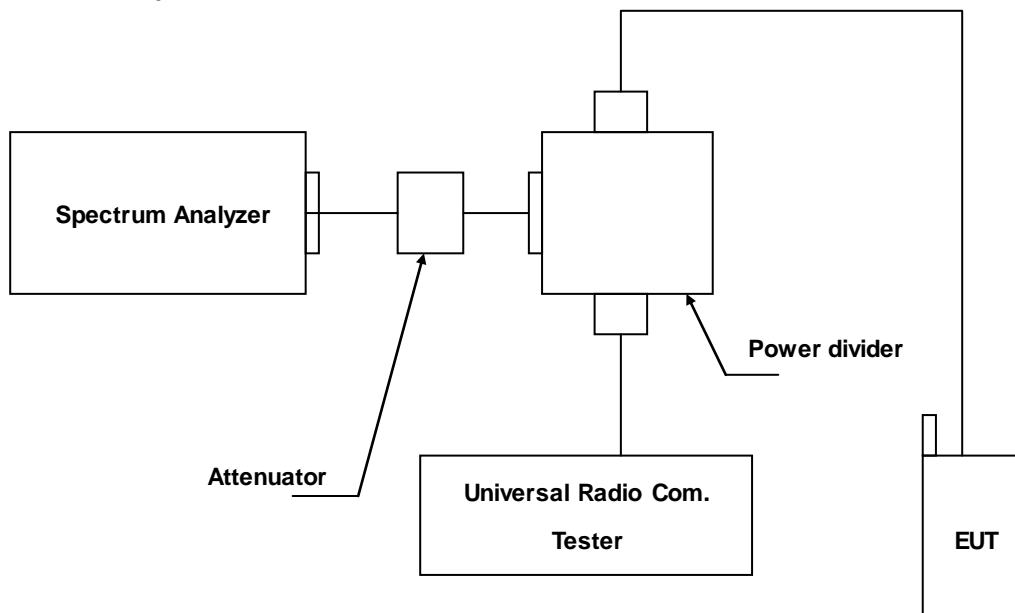 Spectrum Analyzer
Power divider
Attenuator
Universal Radio Com.
Tester
EUT